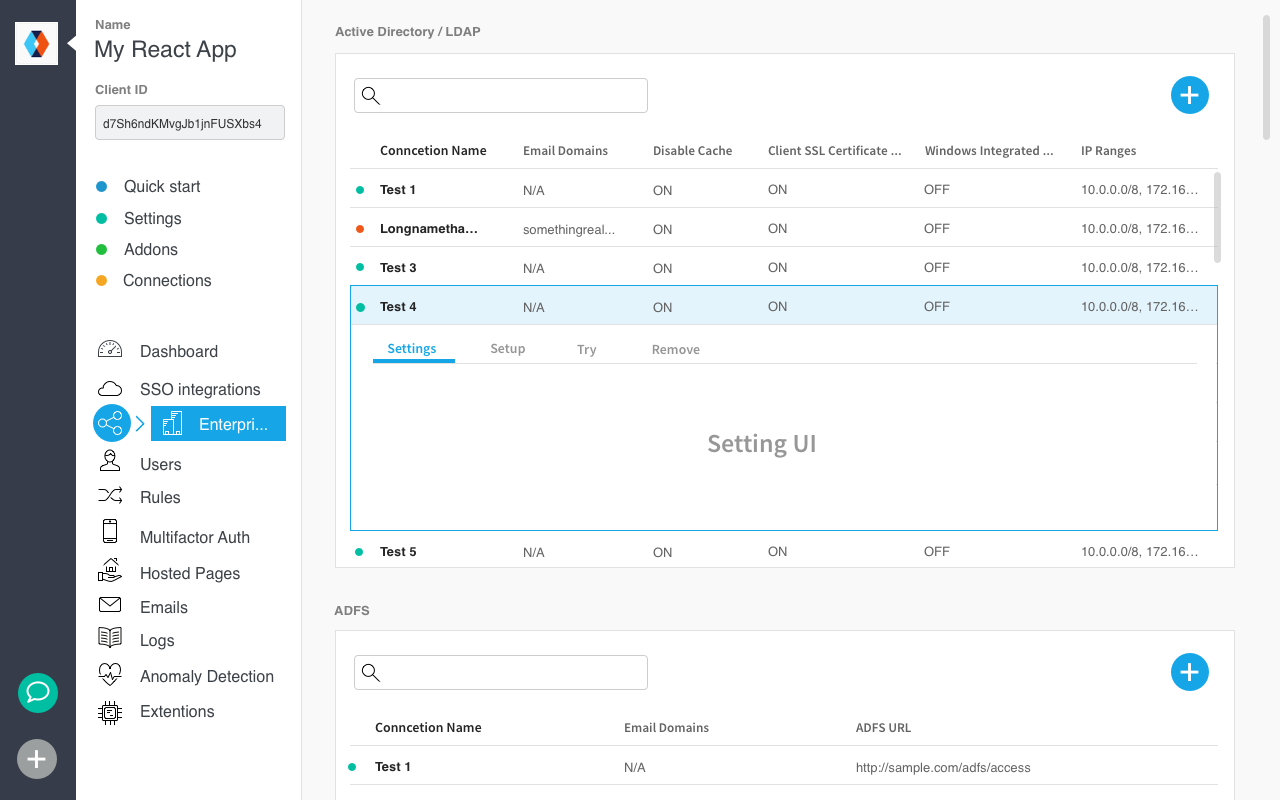 Name
My React App
Client ID
d7Sh6ndKMvgJb1jnFUSXbs4
Quick start
Settings
Addons
Connections
Dashboard
SSO integrations
Enterpri...
Users
Rules
Multifactor Auth
Hosted Pages
Emails
Logs
Anomaly Detection
Extentions
Active Directory / LDAP
Conncetion Name Email Domains Disable Cache Client SSL Certificate ... Windows Integrated ... IP Ranges
Test 1 N/A ON ON OFF 10.0.0.0/8, 172.16...
Longnametha... somethingreal... ON ON OFF 10.0.0.0/8, 172.16...
Test 3 N/A ON ON OFF 10.0.0.0/8, 172.16...
Test 4 N/A ON ON OFF 10.0.0.0/8, 172.16...
Settings Setup Try Remove
Setting UI
Test 5 N/A ON ON OFF 10.0.0.0/8, 172.16...
ADFS
Conncetion Name Email Domains ADFS URL
Test 1 N/A http://sample.com/adfs/access